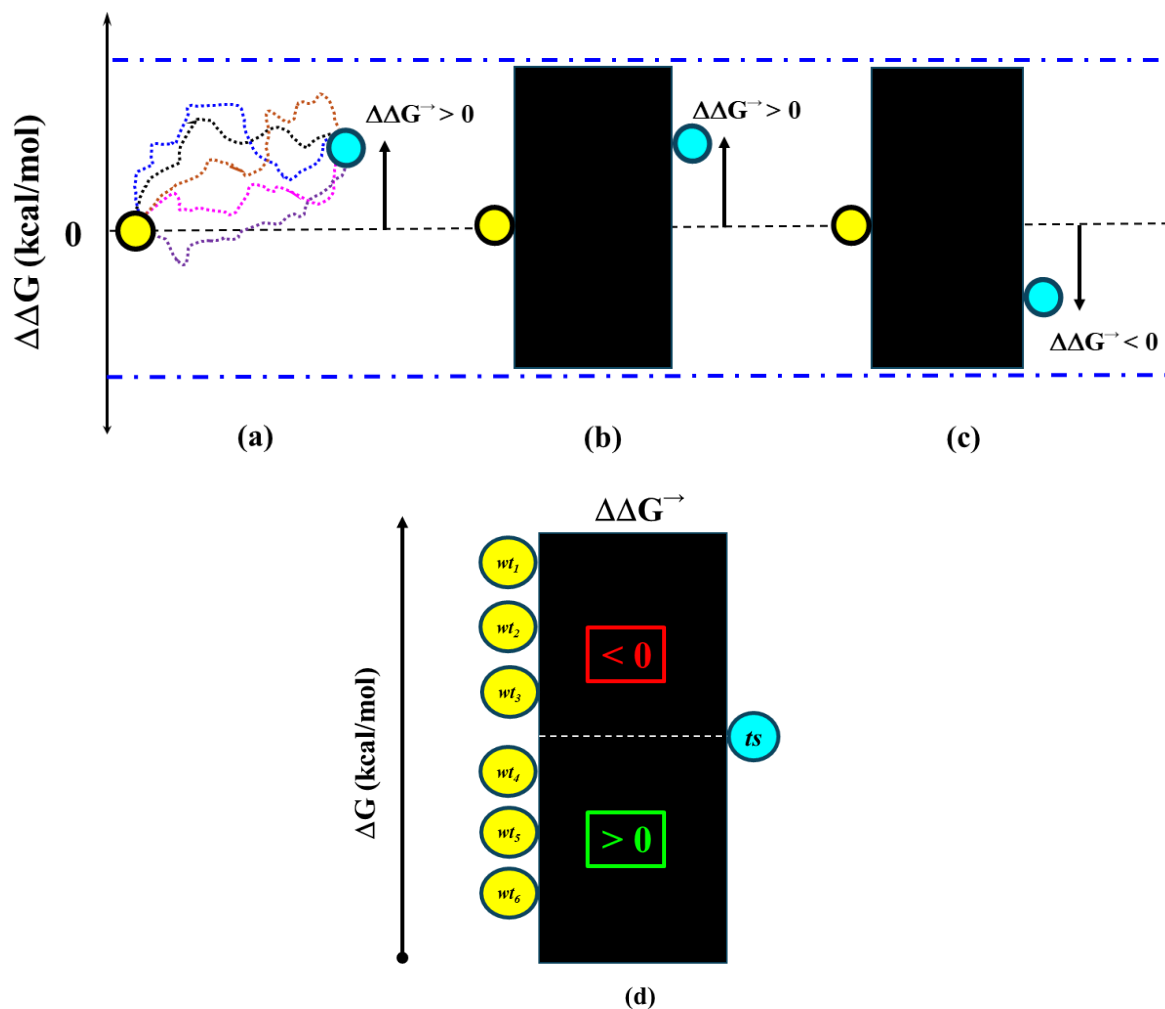 ΔΔG (kcal/mol)
0
ΔΔG→ > 0
ΔΔG→ > 0
ΔΔG→ < 0
(a)
(b)
(c)
ΔΔG→
ΔG (kcal/mol)
wt1
wt2
wt3
wt4
wt5
wt6
< 0
ts
> 0
(d)